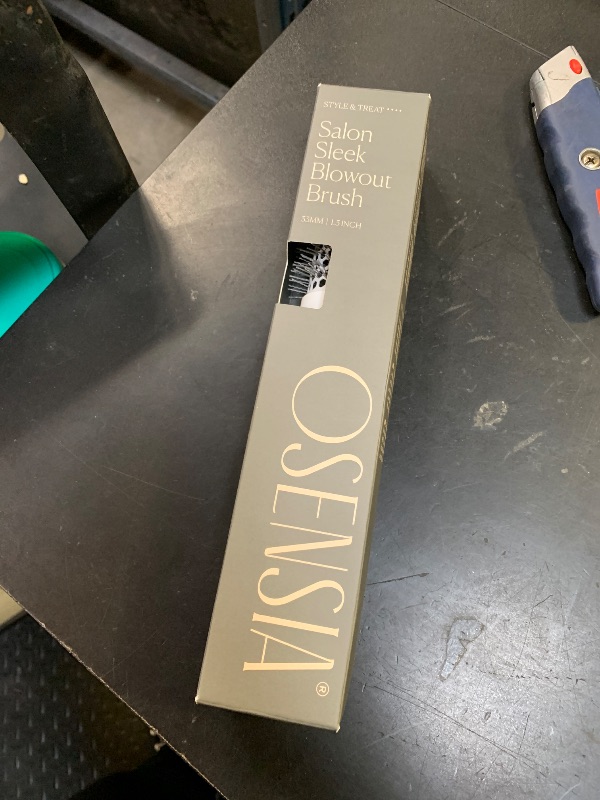 STYLE & TREAT ••••
Salon
Sleek
Blowout
Brush
33MM | 1.3 INCH
OSENSIA®